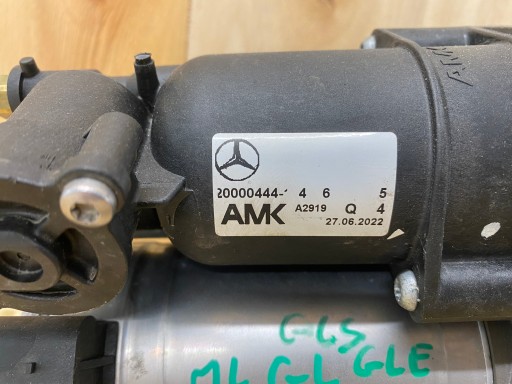 20000444-1 4 6 5
AMK A2919 Q 4
27.06.2022
GLS
ML GL GLE